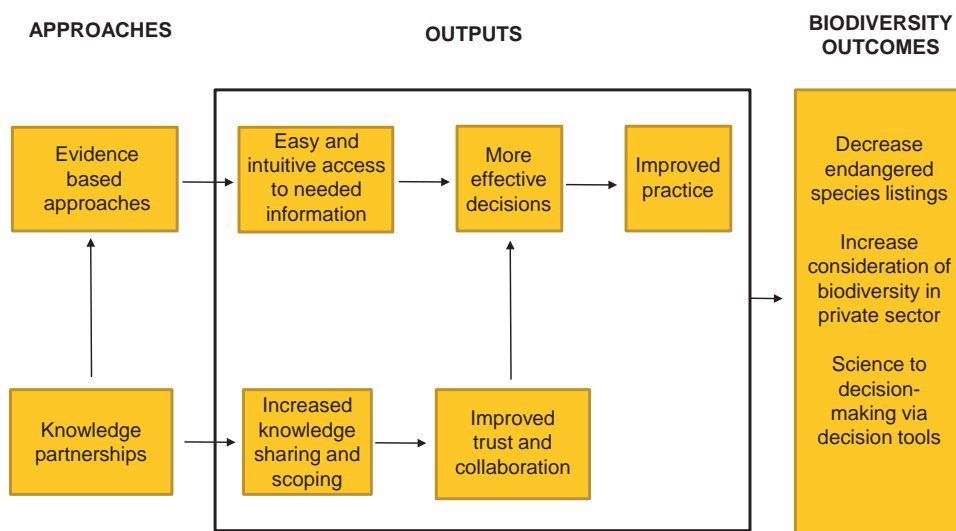 APPROACHES
OUTPUTS
BIODIVERSITY
OUTCOMES
Evidence
based
approaches
Easy and
intuitive access
to needed
information
More
effective
decisions
Improved
practice
Decrease
endangered
species listings
Increase
consideration of
biodiversity in
private sector
Science to
decision-
making via
decision tools
Knowledge
partnerships
Increased
knowledge
sharing and
scoping
Improved
trust and
collaboration